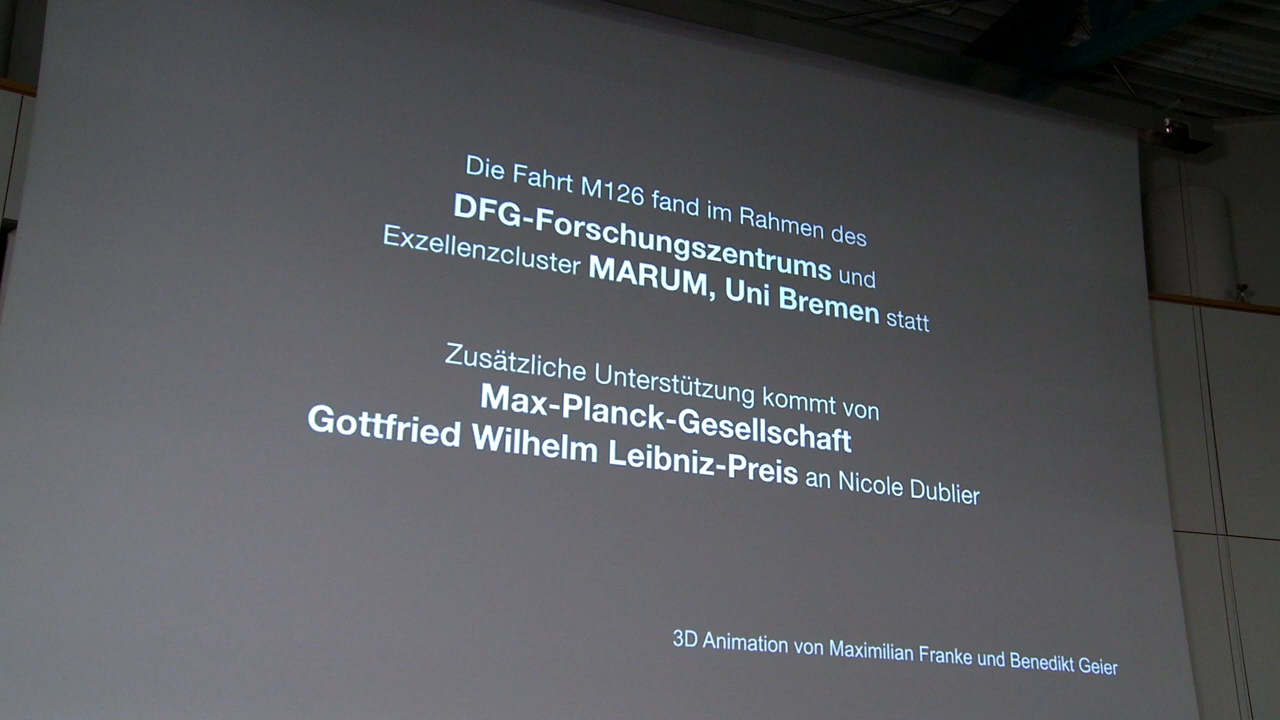 Die Fahrt M126 fand im Rahmen des
DFG-Forschungszentrums und
Exzellenzcluster MARUM, Uni Bremen statt
Zusätzliche Unterstützung kommt von
Max-Planck-Gesellschaft
Gottfried Wilhelm Leibniz-Preis an Nicole Dublier
3D Animation von Maximilian Franke und Benedikt Geier